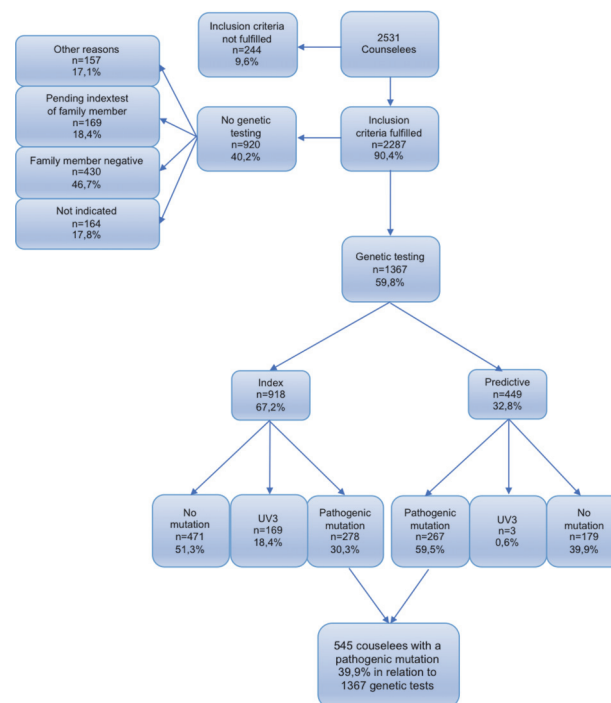 Inclusion criteria
not fulfilled
n=244
9,6%
2531
Counselees
Other reasons
n=157
17,1%
Pending indextest
of family member
n=169
18,4%
Family member negative
n=430
46,7%
Not indicated
n=164
17,8%
No genetic
testing
n=920
40,2%
Inclusion
criteria fulfilled
n=2287
90,4%
Genetic testing
n=1367
59,8%
Index
n=918
67,2%
Predictive
n=449
32,8%
No
mutation
n=471
51,3%
UV3
n=169
18,4%
Pathogenic
mutation
n=278
30,3%
Pathogenic
mutation
n=267
59,5%
UV3
n=3
0,6%
No
mutation
n=179
39,9%
545 couselees with a
pathogenic mutation
39,9% in relation to
1367 genetic tests